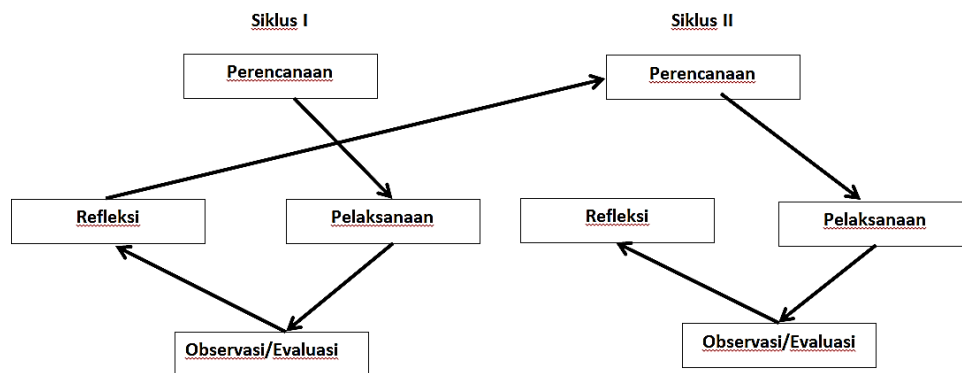 Siklus I
Siklus II
Perencanaan
Perencanaan
Refleksi
Pelaksanaan
Refleksi
Pelaksanaan
Observasi/Evaluasi
Observasi/Evaluasi